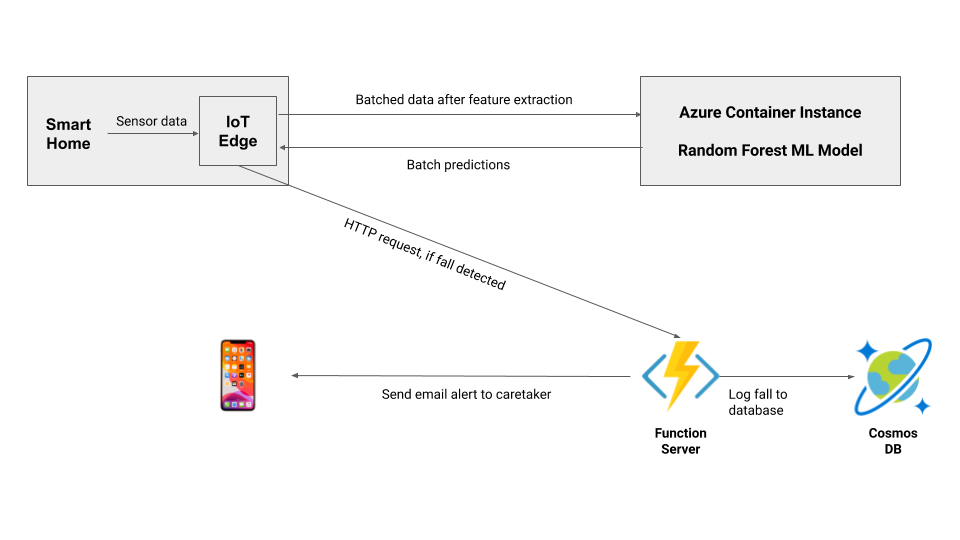 Batched data after feature extraction
Azure Container Instance
Smart
Home
Sensor data
IoT
Edge
Random Forest ML Model
Batch predictions
HTTP request, if fall detected
Send email alert to caretaker
Log fall to
database
Function
Server
Cosmos
DB